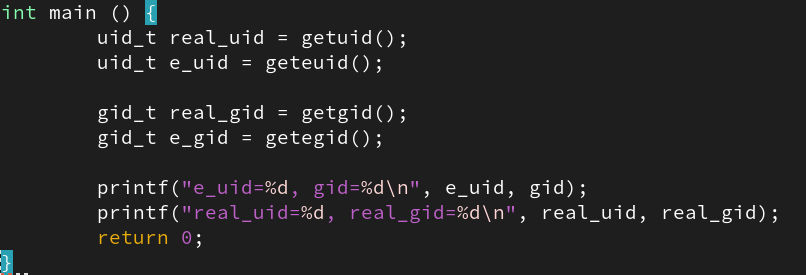 int main () {
        uid_t real_uid = getuid();
        uid_t e_uid = geteuid();

        gid_t real_gid = getgid();
        gid_t e_gid = getegid();

        printf("e_uid=%d, gid=%d\n", e_uid, gid);
        printf("real_uid=%d, real_gid=%d\n", real_uid, real_gid);
        return 0;
}